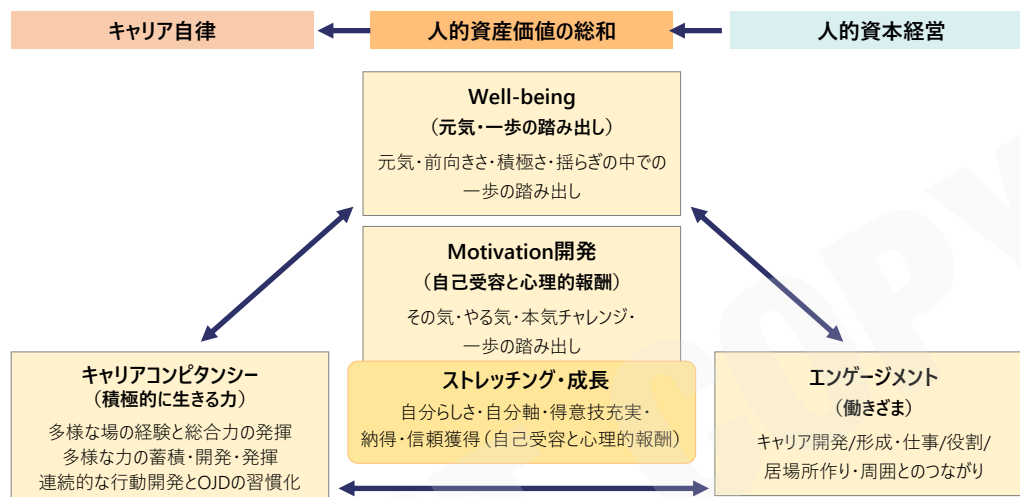 キャリア自律
人的資産価値の総和
人的資本経営
Well-being
（元気・一歩の踏み出し）
元気・前向きさ・積極さ・揺らぎの中での
一歩の踏み出し
Motivation開発
（自己受容と心理的報酬）
その気・やる気・本気チャレンジ・
一歩の踏み出し
ストレッチング・成長
自分らしさ・自分軸・得意技充実・
納得・信頼獲得（自己受容と心理的報酬）
キャリアコンピタンシー
（積極的に生きる力）
多様な場の経験と総合力の発揮
多様な力の蓄積・開発・発揮
連続的な行動開発とOJDの習慣化
エンゲージメント
（働きざま）
キャリア開発/形成・仕事/役割/
居場所作り・周囲とのつながり
COPY